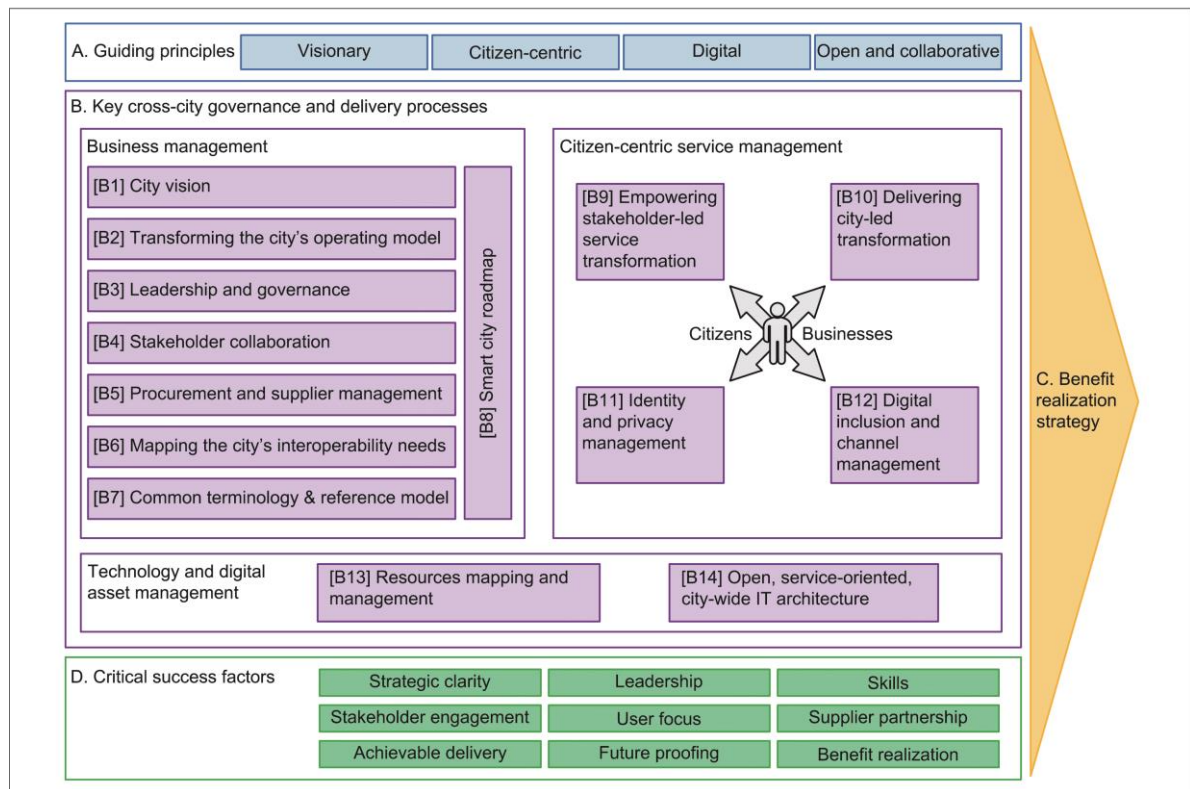 A. Guiding principles
Visionary
Citizen-centric
Digital
Open and collaborative
B. Key cross-city governance and delivery processes
Business management
[B1] City vision
[B2] Transforming the city's operating model
[B3] Leadership and governance
[B4] Stakeholder collaboration
[B5] Procurement and supplier management
[B6] Mapping the city's interoperability needs
[B7] Common terminology & reference model
[B8] Smart city roadmap
Citizen-centric service management
[B9] Empowering
stakeholder-led
service
transformation
[B10] Delivering
city-led
transformation
Citizens
Businesses
[B11] Identity
and privacy
management
[B12] Digital
inclusion and
channel
management
Technology and digital
asset management
[B13] Resources mapping and
management
[B14] Open, service-oriented,
city-wide IT architecture
C. Benefit
realization
strategy
D. Critical success factors
Strategic clarity
Leadership
Skills
Stakeholder engagement
User focus
Supplier partnership
Achievable delivery
Future proofing
Benefit realization